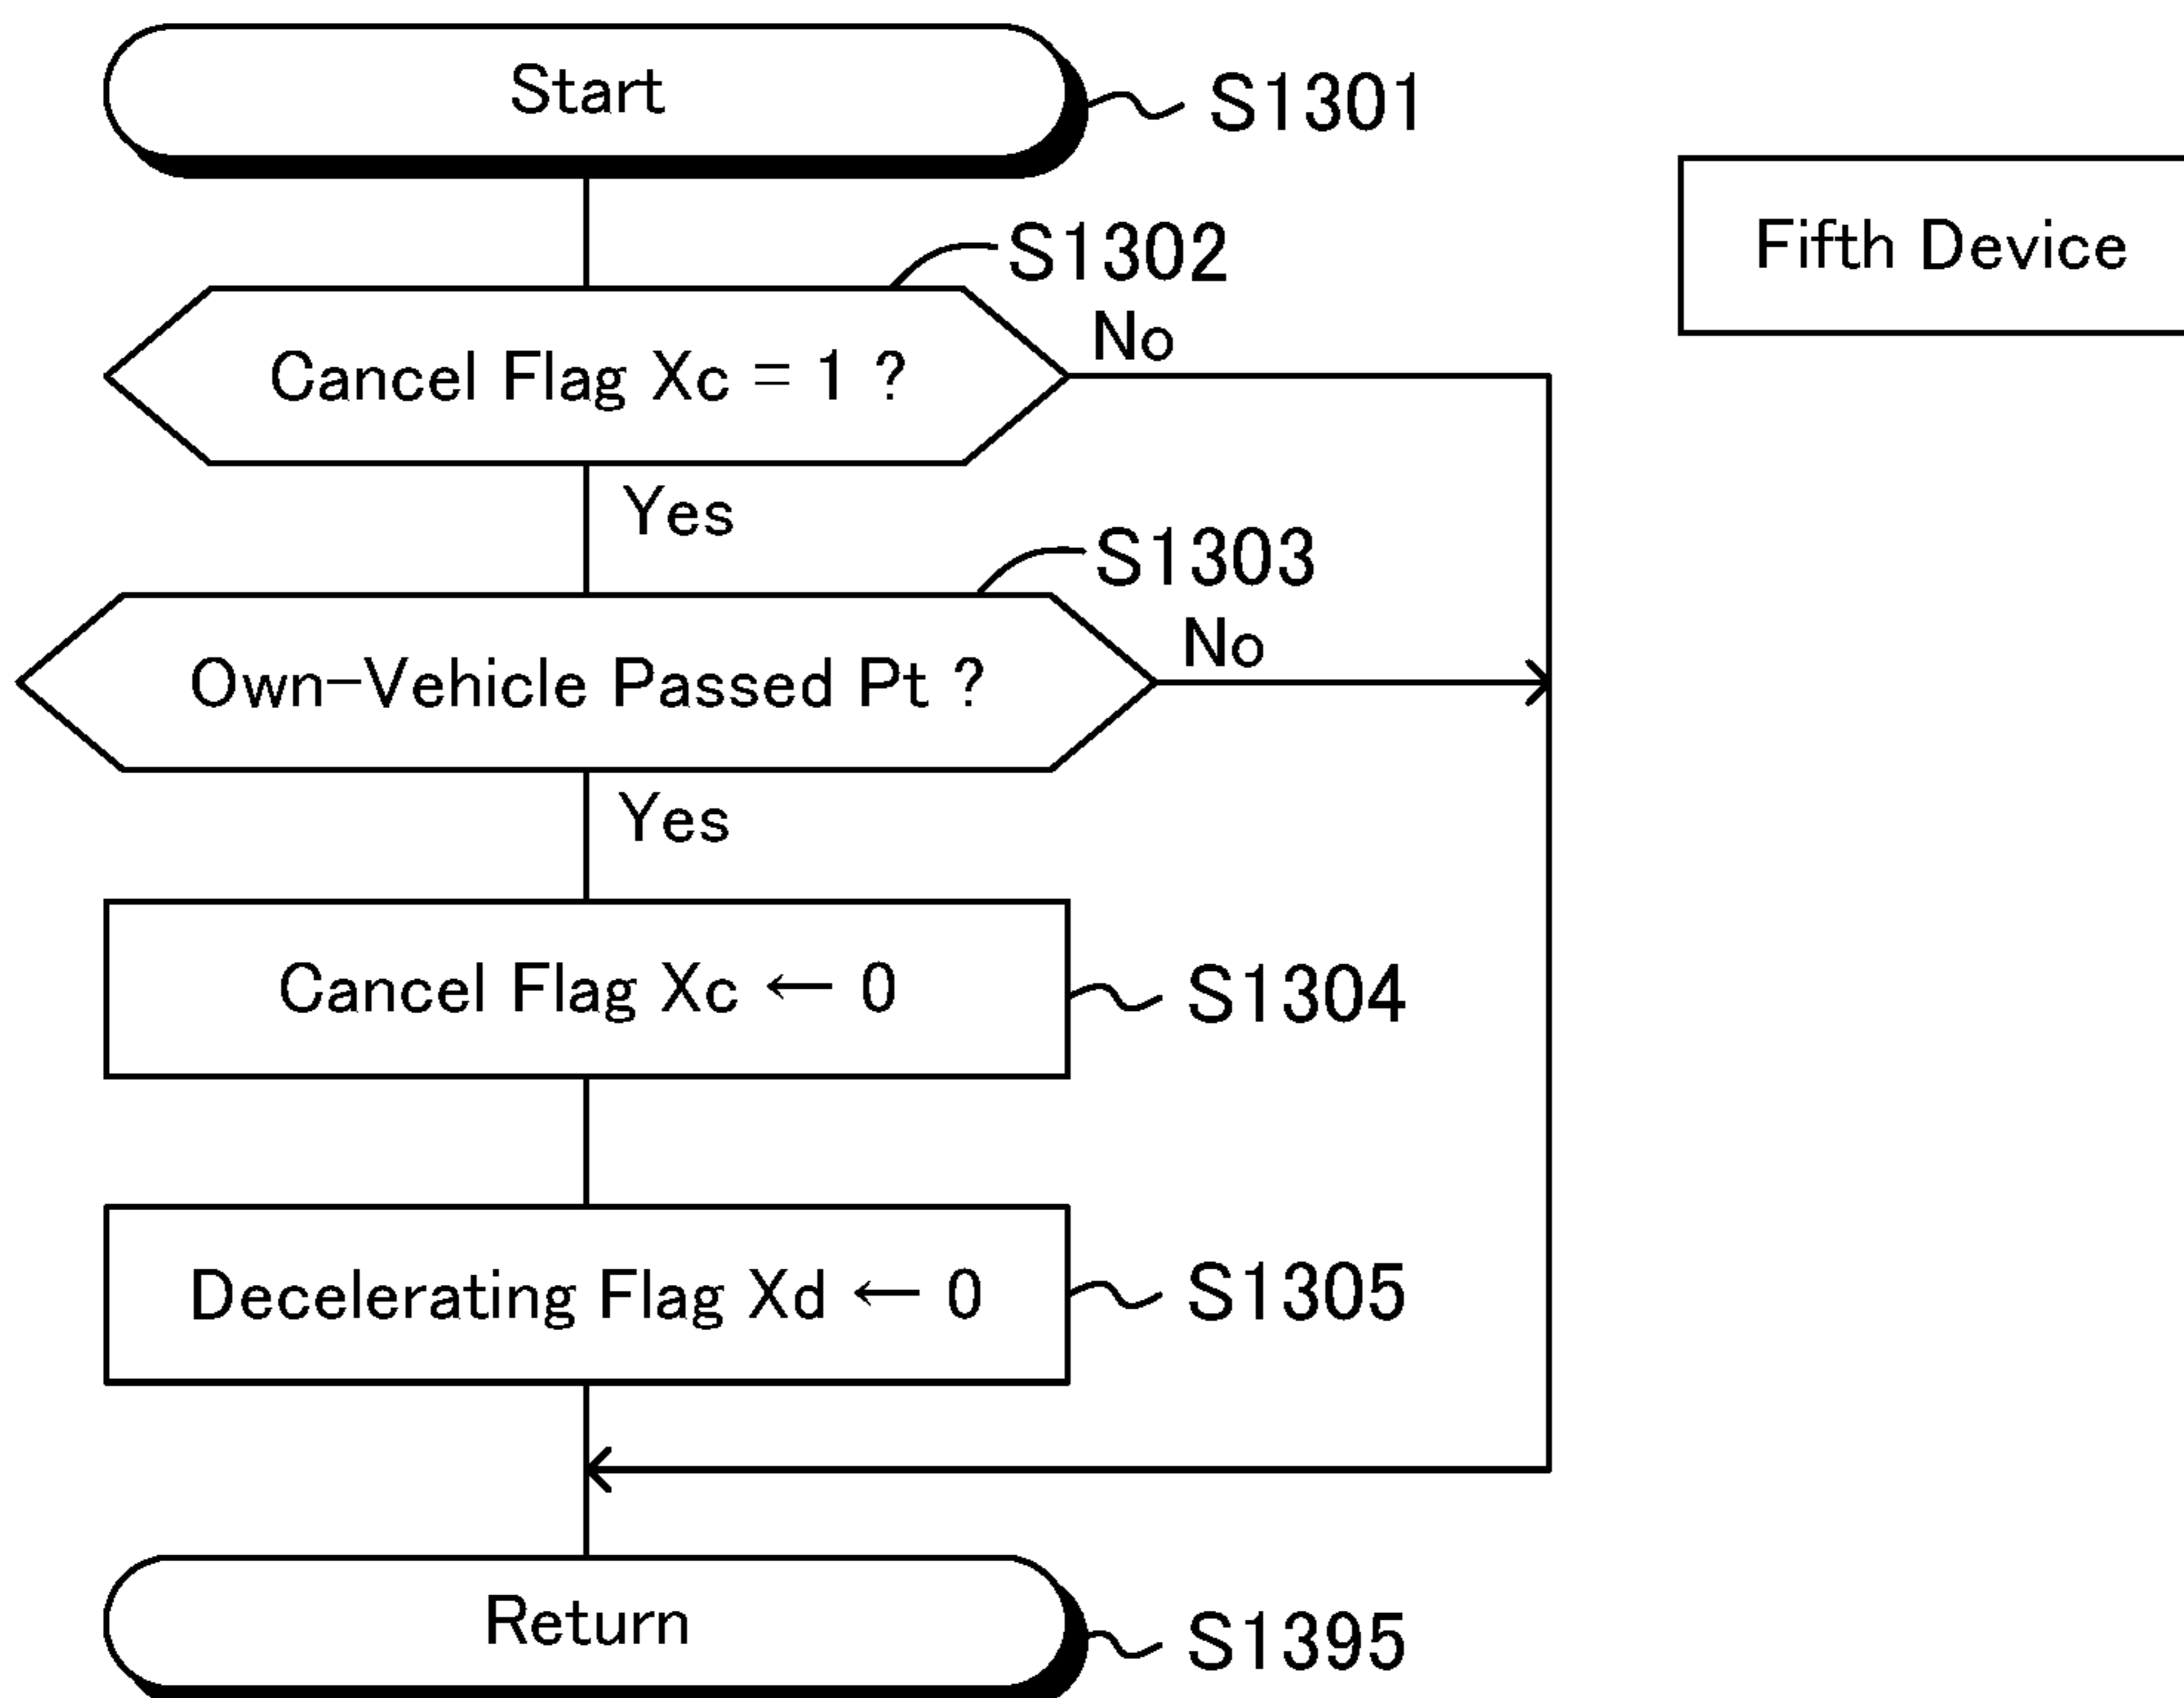 Start
S1301
Fifth Device
S1302
Cancel Flag Xc = 1 ?
No
Yes
S1303
Own-Vehicle Passed Pt ?
No
Yes
Cancel Flag Xc ← 0
S1304
Decelerating Flag Xd ← 0
S1305
Return
S1395